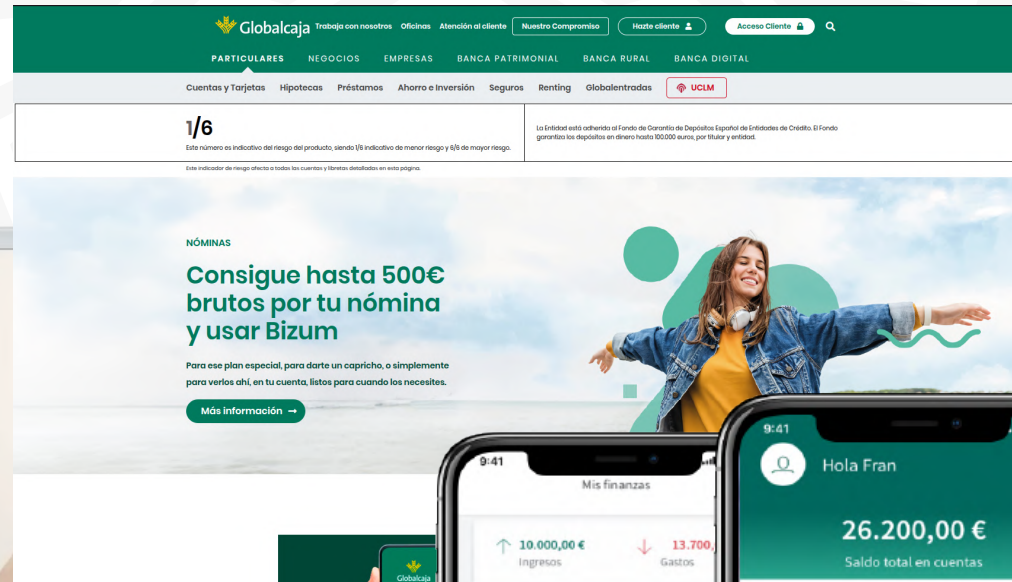 Globalcaja
Trabaja con nosotros Oficinas Atención al cliente Nuestro Compromiso Hazte cliente Acceso Cliente
PARTICULARES NEGOCIOS EMPRESAS BANCA PATRIMONIAL BANCA RURAL BANCA DIGITAL
Cuentas y Tarjetas Hipotecas Préstamos Ahorro e Inversión Seguros Renting Globalentradas UCLM
1/6
Este número es indicativo del riesgo del producto, siendo 1/6 indicativo de menor riesgo y 6/6 de mayor riesgo.
La Entidad está adherida al Fondo de Garantía de Depósitos Español de Entidades de Crédito. El Fondo
garantiza los depósitos en dinero hasta 100.000 euros, por titular y entidad.
Este indicador de riesgo afecta a todas las cuentas y libretas detalladas en esta página.
NÓMINAS
Consigue hasta 500€
brutos por tu nómina
y usar Bizum
Para ese plan especial, para darte un capricho, o simplemente
para verlos ahí, en tu cuenta, listos para cuando los necesites.
Más información →
9:41
Mis finanzas
10.000,00 €
Ingresos
13.700,
Gastos
9:41
Hola Fran
26.200,00 €
Saldo total en cuentas
Globalcaja